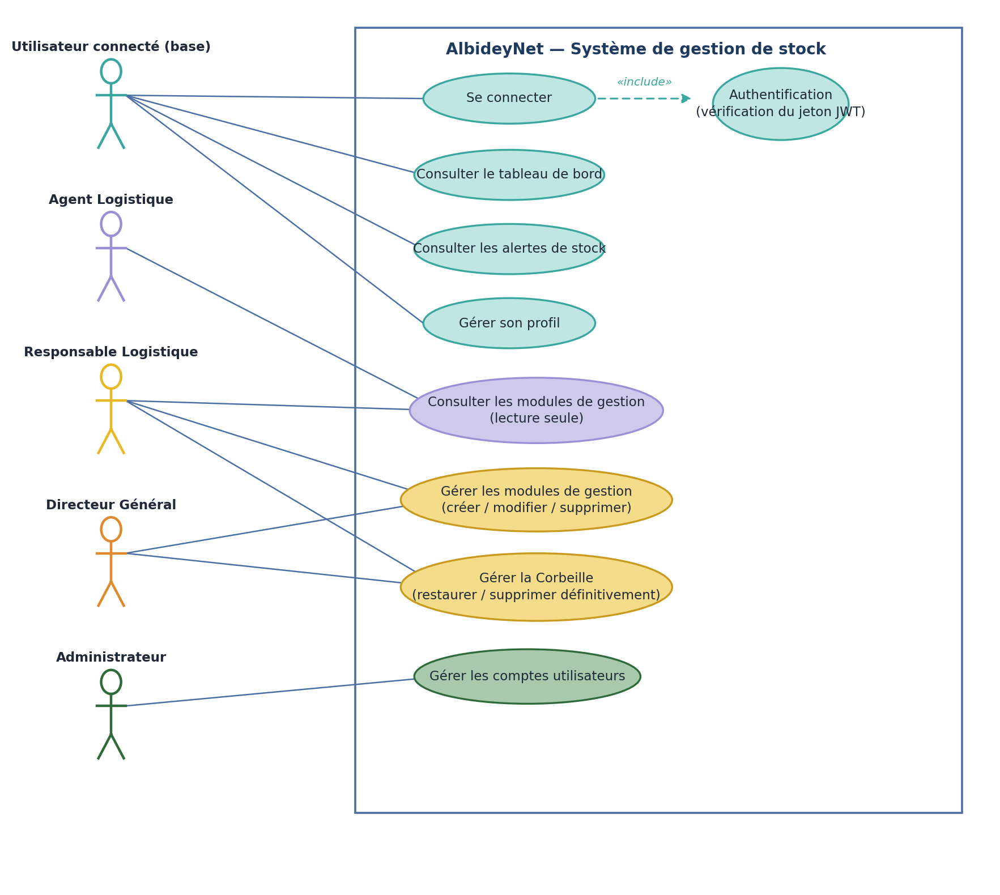 Utilisateur connecté (base)
AlbideyNet — Système de gestion de stock
Se connecter
«include»
Authentification
(vérification du jeton JWT)
Consulter le tableau de bord
Agent Logistique
Consulter les alertes de stock
Gérer son profil
Responsable Logistique
Consulter les modules de gestion
(lecture seule)
Gérer les modules de gestion
(créer / modifier / supprimer)
Directeur Général
Gérer la Corbeille
(restaurer / supprimer définitivement)
Administrateur
Gérer les comptes utilisateurs